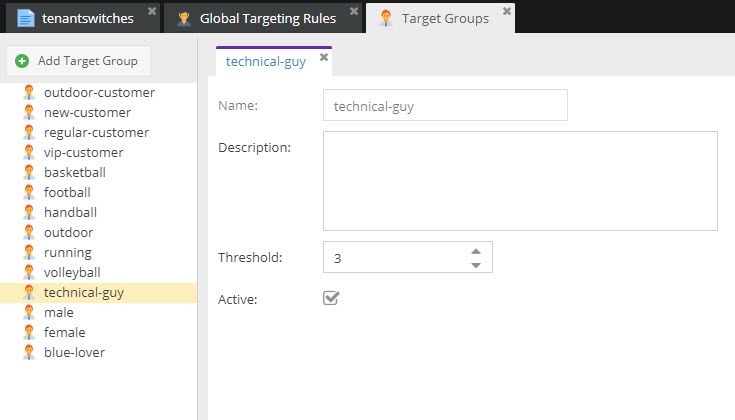 tenantswitches
Global Targeting Rules
Target Groups
Add Target Group
outdoor-customer
new-customer
regular-customer
vip-customer
basketball
football
handball
outdoor
running
volleyball
technical-guy
male
female
blue-lover
technical-guy
Name:
technical-guy
Description:
Threshold:
3
Active: